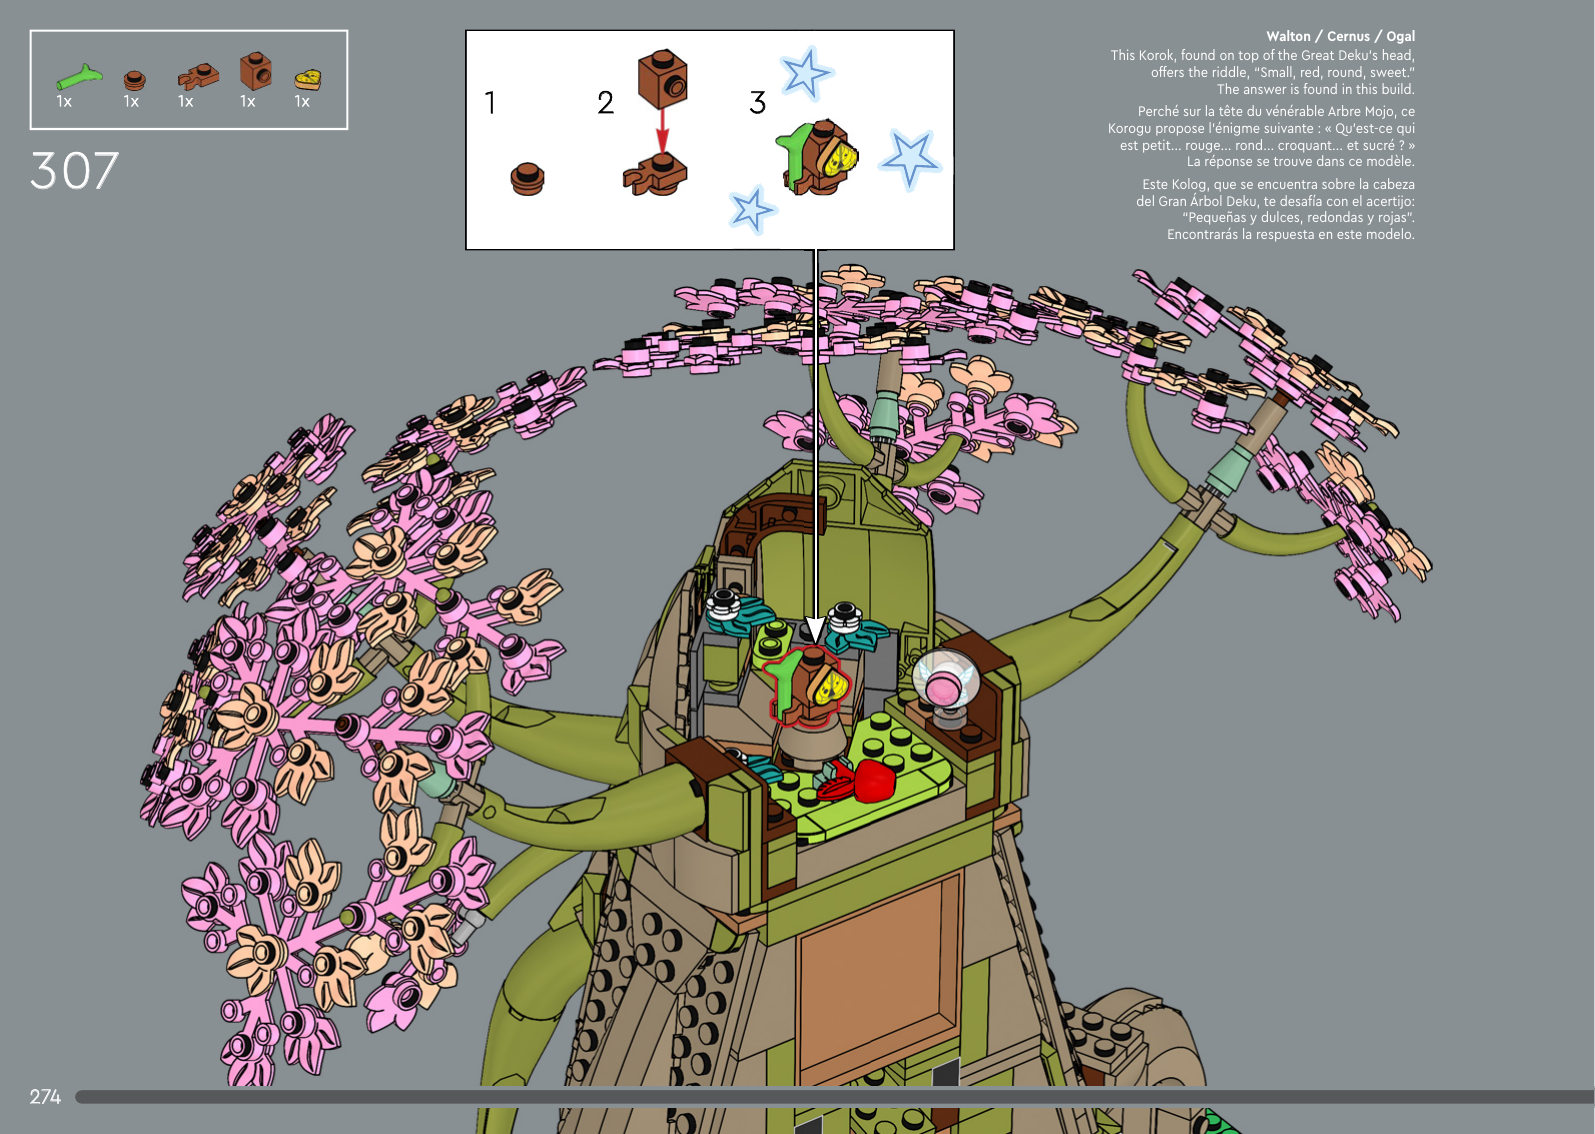 1x 1x 1x 1x 1x
307
1 2 3
Walton / Cernus / Ogal
This Korok, found on top of the Great Deku's head,
offers the riddle, “Small, red, round, sweet.”
The answer is found in this build.
Perché sur la tête du vénérable Arbre Mojo, ce
Korogu propose l'énigme suivante : « Qu'est-ce qui
est petit... rouge... rond... croquant... et sucré ? »
La réponse se trouve dans ce modèle.
Este Kolog, que se encuentra sobre la cabeza
del Gran Árbol Deku, te desafía con el acertijo:
“Pequeñas y dulces, redondas y rojas”.
Encontrarás la respuesta en este modelo.
274